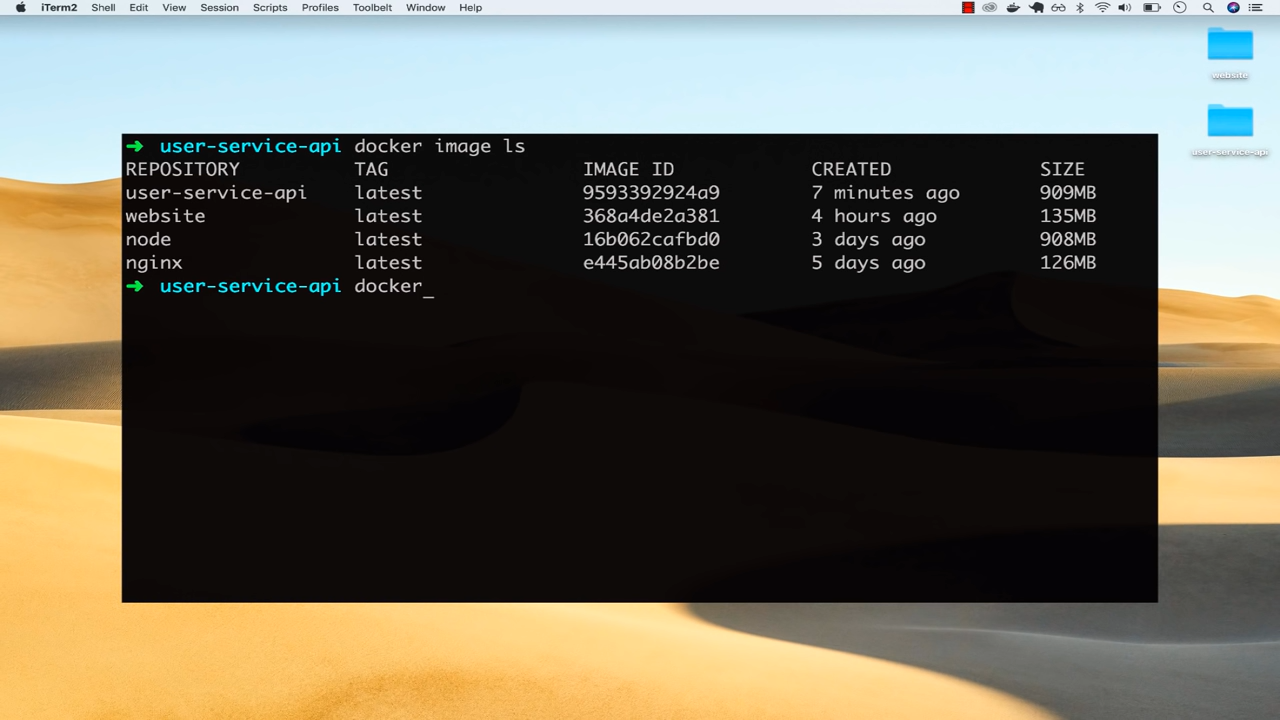 iTerm2 Shell Edit View Session Scripts Profiles Toolbelt Window Help
website
user-service-api
➜ user-service-api docker image ls
REPOSITORY TAG IMAGE ID CREATED SIZE
user-service-api latest 9593392924a9 7 minutes ago 909MB
website latest 368a4de2a381 4 hours ago 135MB
node latest 16b062cafbd0 3 days ago 908MB
nginx latest e445ab08b2be 5 days ago 126MB
➜ user-service-api docker_